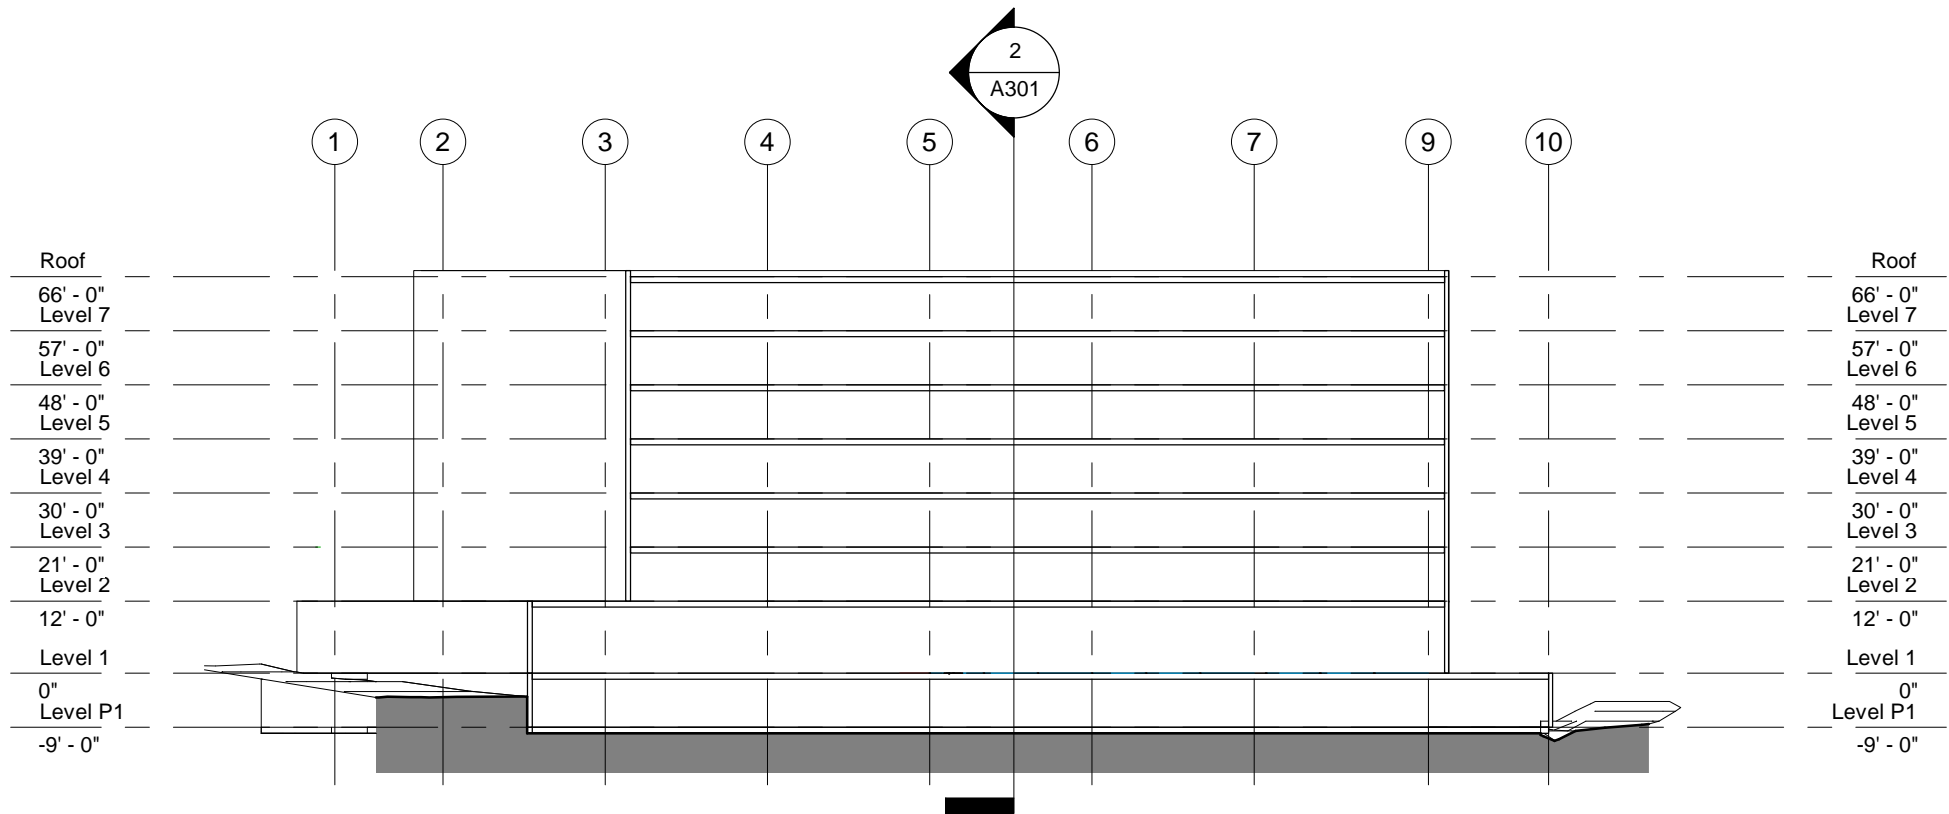 2
A301
1 2 3 4 5 6 7 9 10
Roof
66' - 0"
Level 7
57' - 0"
Level 6
48' - 0"
Level 5
39' - 0"
Level 4
30' - 0"
Level 3
21' - 0"
Level 2
12' - 0"
Level 1
0"
Level P1
-9' - 0"
Roof
66' - 0"
Level 7
57' - 0"
Level 6
48' - 0"
Level 5
39' - 0"
Level 4
30' - 0"
Level 3
21' - 0"
Level 2
12' - 0"
Level 1
0"
Level P1
-9' - 0"